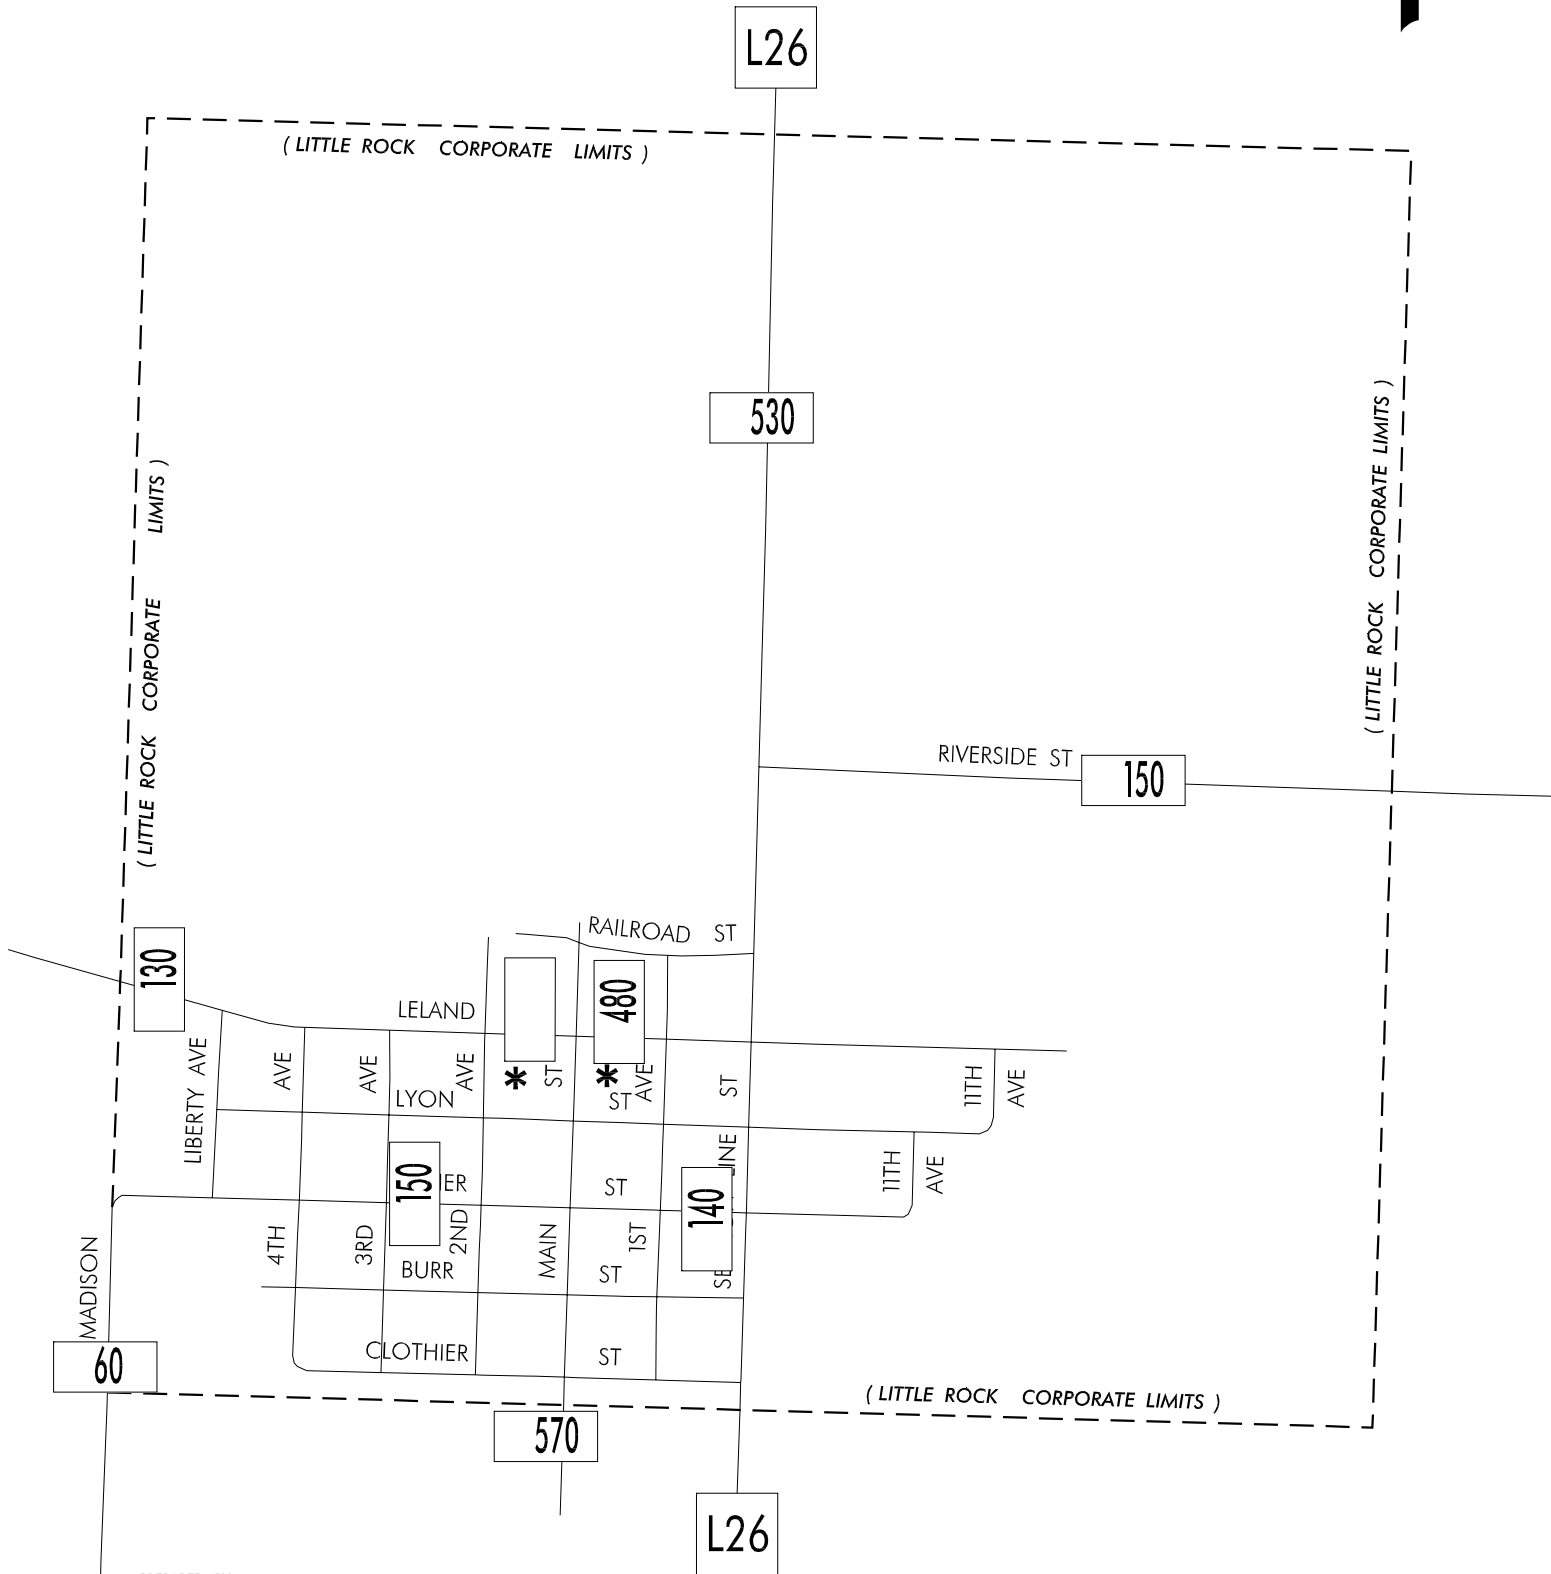 L26
( LITTLE ROCK CORPORATE LIMITS )
530
( LITTLE ROCK CORPORATE LIMITS )
( LITTLE ROCK CORPORATE LIMITS )
RIVERSIDE ST
150
RAILROAD ST
130
480
LELAND
LIBERTY AVE
AVE
AVE
AVE
*
ST
*
AVE
ST
11TH AVE
LYON ST
150
ER ST
140
INE
11TH AVE
MADISON
4TH
3RD
2ND
MAIN
1ST
SE
BURR ST
CLOTHIER ST
60
( LITTLE ROCK CORPORATE LIMITS )
570
L26